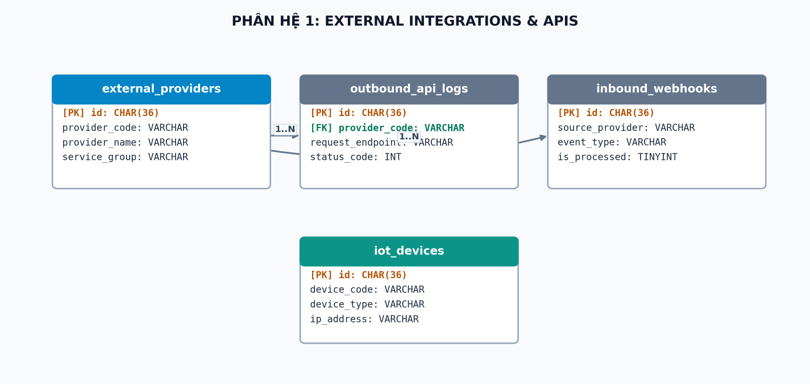 PHÂN HỆ 1: EXTERNAL INTEGRATIONS & APIS
external_providers
[PK] id: CHAR(36)
provider_code: VARCHAR
provider_name: VARCHAR
service_group: VARCHAR
1..N
outbound_api_logs
[PK] id: CHAR(36)
[FK] provider_code: VARCHAR
1..N
request_endpoint: VARCHAR
status_code: INT
inbound_webhooks
[PK] id: CHAR(36)
source_provider: VARCHAR
event_type: VARCHAR
is_processed: TINYINT
iot_devices
[PK] id: CHAR(36)
device_code: VARCHAR
device_type: VARCHAR
ip_address: VARCHAR